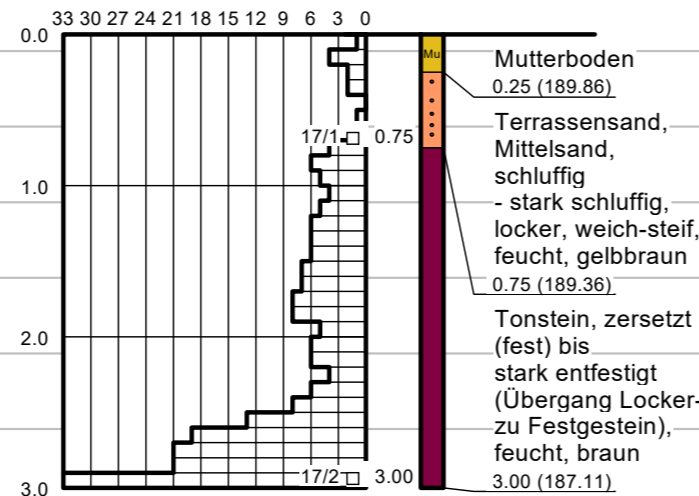 33 30 27 24 21 18 15 12 9 6 3 0
0.0
Mu
Mutterboden
0.25 (189.86)
17/1 0.75
Terrassensand,
Mittelsand,
schluffig
- stark schluffig,
locker, weich-steif,
feucht, gelbbraun
0.75 (189.36)
1.0
2.0
Tonstein, zersetzt
(fest) bis
stark entfestigt
(Übergang Locker-
zu Festgestein),
feucht, braun
3.00 (187.11)
17/2 3.00
3.0